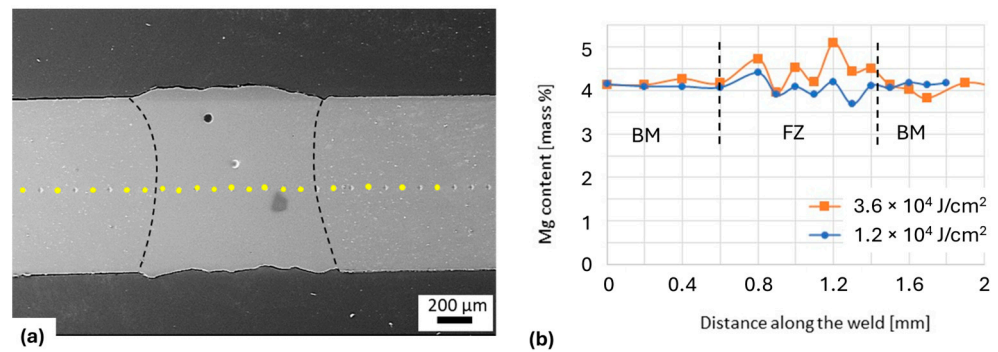 200 µm
(a)
5
4
3
2
1
0
Mg content [mass %]
BM
FZ
BM
3.6 × 10⁴ J/cm²
1.2 × 10⁴ J/cm²
0
0.4
0.8
1.2
1.6
2
Distance along the weld [mm]
(b)